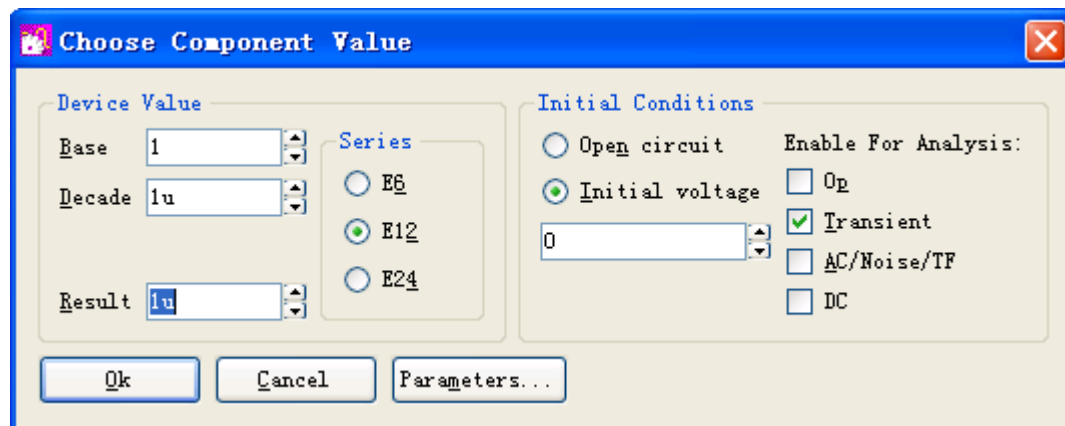 Choose Component Value
Device Value
Base 1
Decade 1u
Result 1u
Series
E6
E12
E24
Initial Conditions
Open circuit
Initial voltage
0
Enable For Analysis:
Op
Transient
AC/Noise/TF
DC
Ok Cancel Parameters...